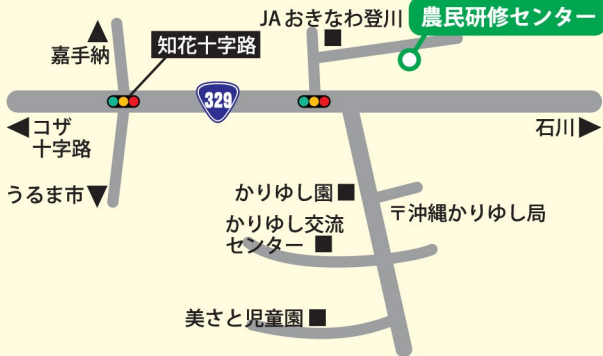 JAおきなわ登川
農民研修センター
嘉手納
知花十字路
329
コザ
十字路
石川
うるま市
かりゆし園
〒沖縄かりゆし局
かりゆし交流
センター
美さと児童園